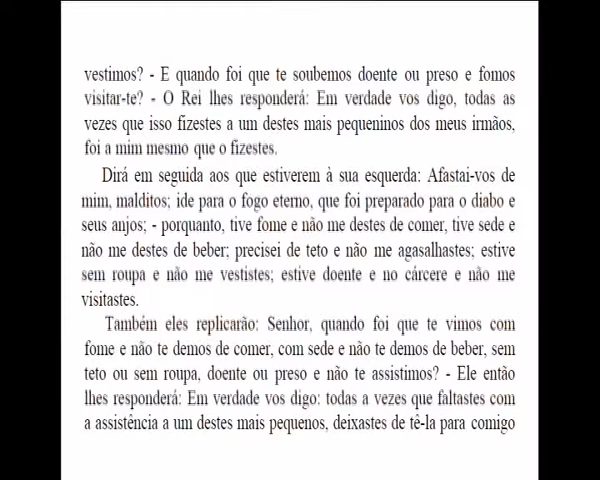 vestimos? - E quando foi que te soubemos doente ou preso e fomos
visitar-te? - O Rei lhes responderá: Em verdade vos digo, todas as
vezes que isso fizestes a um destes mais pequeninos dos meus irmãos,
foi a mim mesmo que o fizestes.
Dirá em seguida aos que estiverem à sua esquerda: Afastai-vos de
mim, malditos; ide para o fogo eterno, que foi preparado para o diabo e
seus anjos; - porquanto, tive fome e não me destes de comer, tive sede e
não me destes de beber; precisei de teto e não me agasalhastes; estive
sem roupa e não me vestistes; estive doente e no cárcere e não me
visitastes.
Também eles replicarão: Senhor, quando foi que te vimos com
fome e não te demos de comer, com sede e não te demos de beber, sem
teto ou sem roupa, doente ou preso e não te assistimos? - Ele então
lhes responderá: Em verdade vos digo: todas a vezes que faltastes com
a assistência a um destes mais pequenos, deixastes de tê-la para comigo